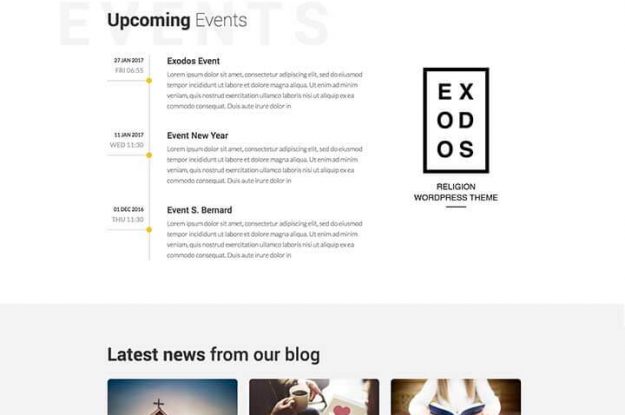 EVENTS
Upcoming Events
27 JAN 2017
FRI 06:55
Exodos Event
Lorem ipsum dolor sit amet, consectetur adipiscing elit, sed do eiusmod
tempor incididunt ut labore et dolore magna aliqua. Ut enim ad minim
veniam, quis nostrud exercitation ullamco laboris nisi ut aliquip ex ea
commodo consequat. Duis aute irure dolor in
11 JAN 2017
WED 11:30
Event New Year
Lorem ipsum dolor sit amet, consectetur adipiscing elit, sed do eiusmod
tempor incididunt ut labore et dolore magna aliqua. Ut enim ad minim
veniam, quis nostrud exercitation ullamco laboris nisi ut aliquip ex ea
commodo consequat. Duis aute irure dolor in
01 DEC 2016
THU 11:30
Event S. Bernard
Lorem ipsum dolor sit amet, consectetur adipiscing elit, sed do eiusmod
tempor incididunt ut labore et dolore magna aliqua. Ut enim ad minim
veniam, quis nostrud exercitation ullamco laboris nisi ut aliquip ex ea
commodo consequat. Duis aute irure dolor in
EX
OD
OS
RELIGION
WORDPRESS THEME
Latest news from our blog